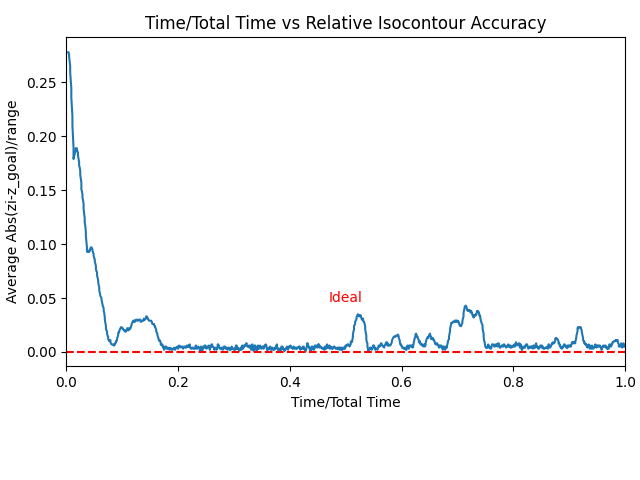 Time/Total Time vs Relative Isocontour Accuracy
Average Abs(zi-z_goal)/range
0.25
0.20
0.15
0.10
0.05
0.00
Ideal
0.0 0.2 0.4 0.6 0.8 1.0
Time/Total Time